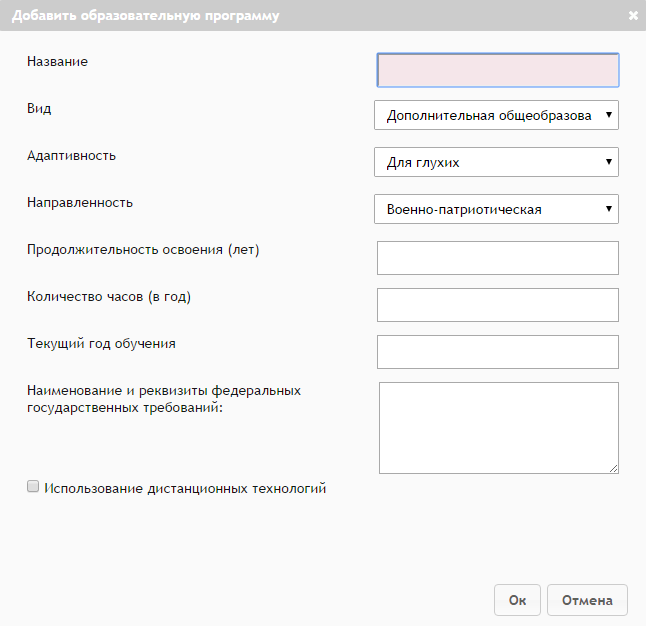 Добавить образовательную программу
Название
Вид
Дополнительная общеобразова
Адаптивность
Для глухих
Направленность
Военно-патриотическая
Продолжительность освоения (лет)
Количество часов (в год)
Текущий год обучения
Наименование и реквизиты федеральных
государственных требований:
Использование дистанционных технологий
Ок
Отмена